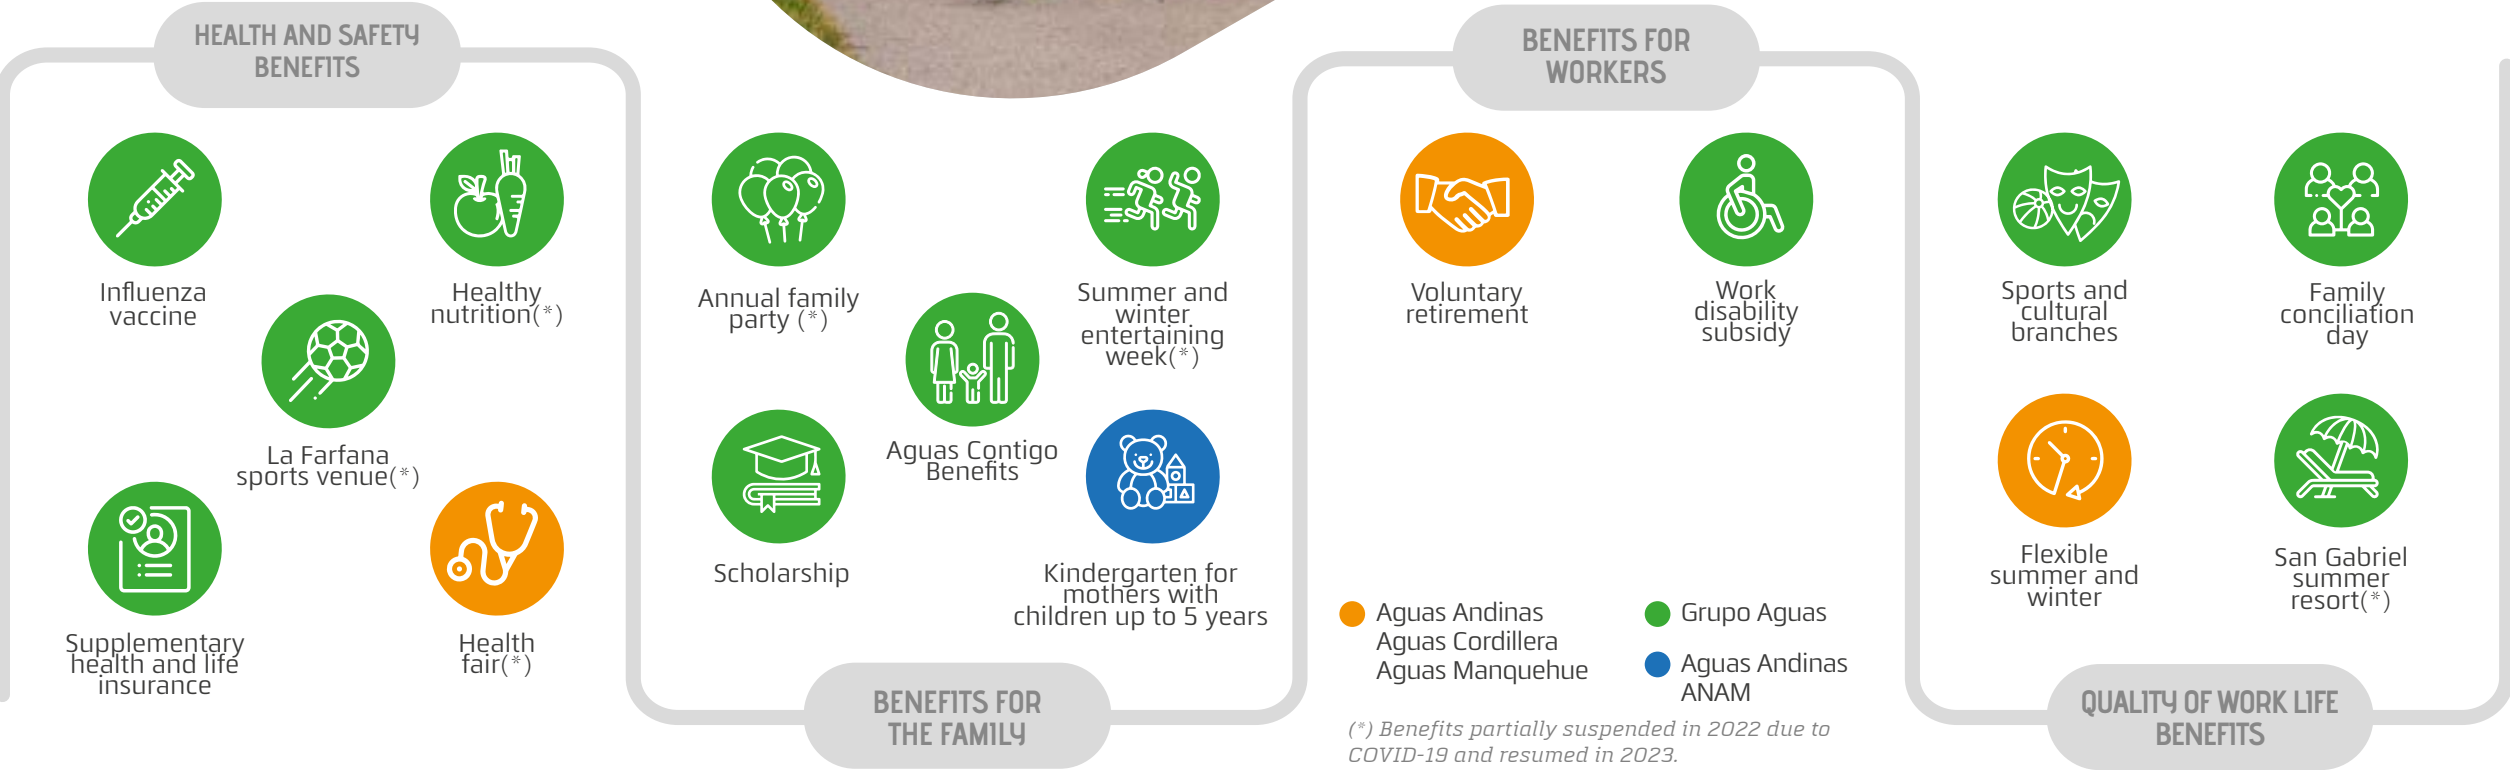 HEALTH AND SAFETY
BENEFITS
Influenza
vaccine
Healthy
nutrition(*)
La Farfana
sports venue(*)
Supplementary
health and life
insurance
Health
fair(*)
Annual family
party (*)
Summer and
winter
entertaining
week(*)
Aguas Contigo
Benefits
Scholarship
Kindergarten for
mothers with
children up to 5 years
BENEFITS FOR
THE FAMILY
BENEFITS FOR
WORKERS
Voluntary
retirement
Work
disability
subsidy
Aguas Andinas
Aguas Cordillera
Aguas Manquehue
Grupo Aguas
Aguas Andinas
ANAM
(*) Benefits partially suspended in 2022 due to
COVID-19 and resumed in 2023.
Sports and
cultural
branches
Family
conciliation
day
Flexible
summer and
winter
San Gabriel
summer
resort(*)
QUALITY OF WORK LIFE
BENEFITS